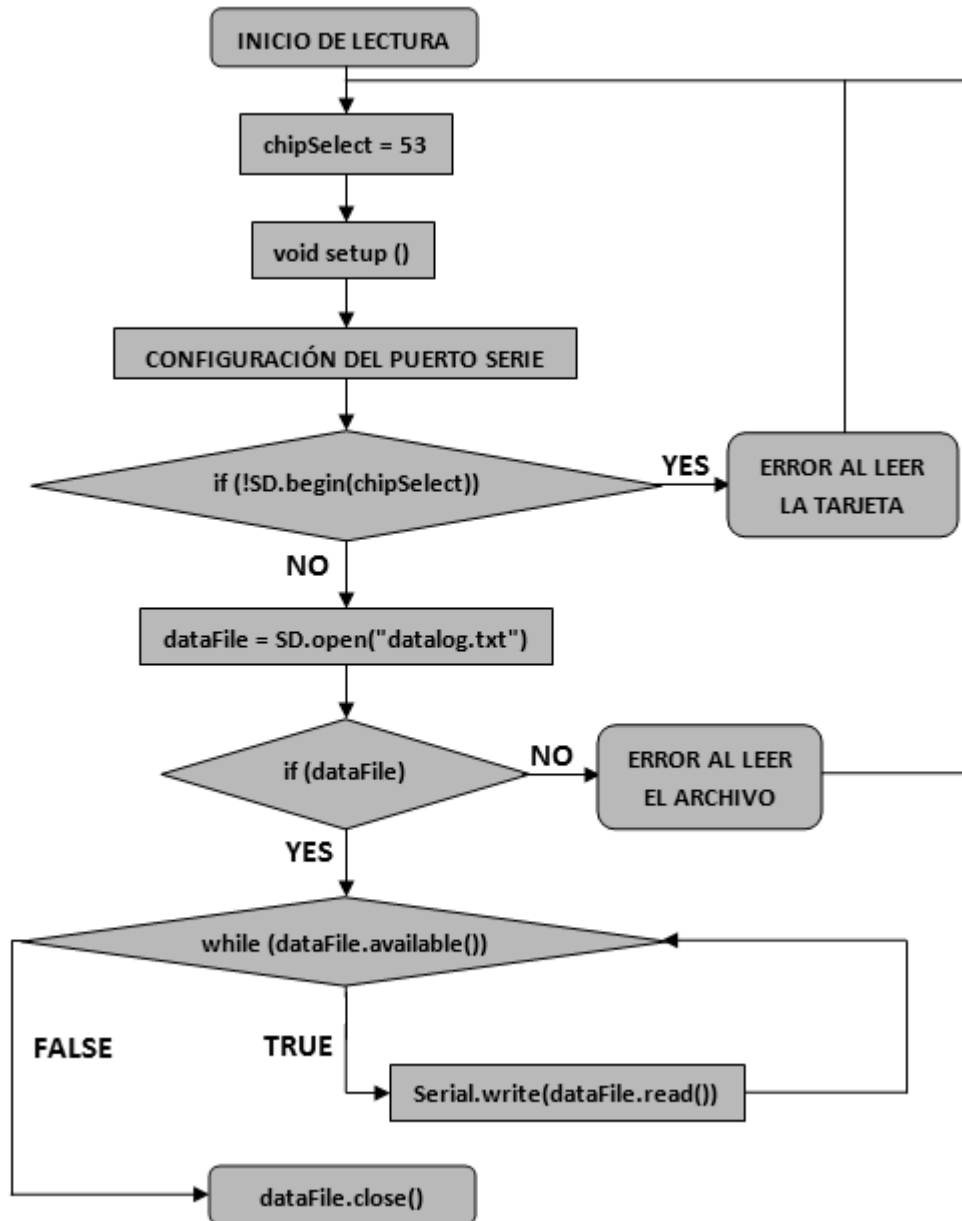 INICIO DE LECTURA
chipSelect = 53
void setup ()
CONFIGURACIÓN DEL PUERTO SERIE
if (!SD.begin(chipSelect))
YES
ERROR AL LEER
LA TARJETA
NO
dataFile = SD.open("datalog.txt")
if (dataFile)
NO
ERROR AL LEER
EL ARCHIVO
YES
while (dataFile.available())
FALSE
TRUE
Serial.write(dataFile.read())
dataFile.close()